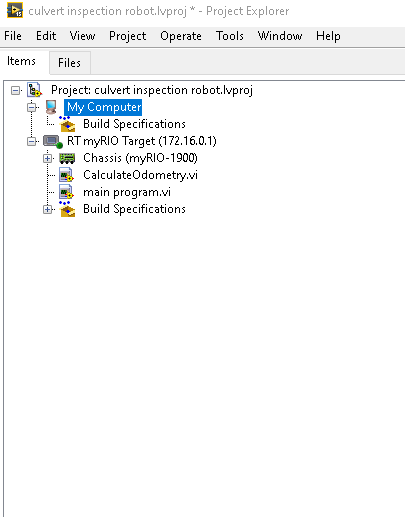 culvert inspection robot.lvproj * - Project Explorer
File Edit View Project Operate Tools Window Help
Items Files
Project: culvert inspection robot.lvproj
My Computer
Build Specifications
RT myRIO Target (172.16.0.1)
Chassis (myRIO-1900)
CalculateOdometry.vi
main program.vi
Build Specifications